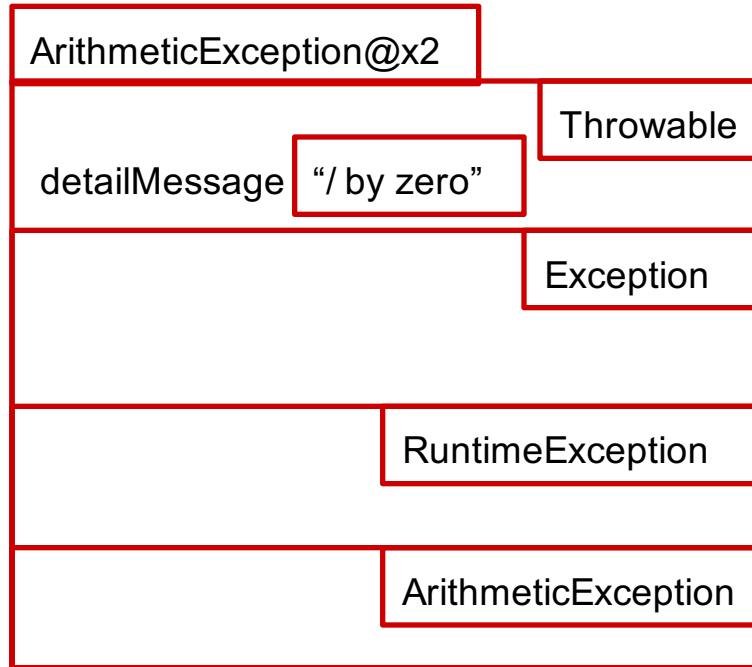 ArithmeticException@x2
Throwable
detailMessage “/ by zero”
Exception
RuntimeException
ArithmeticException